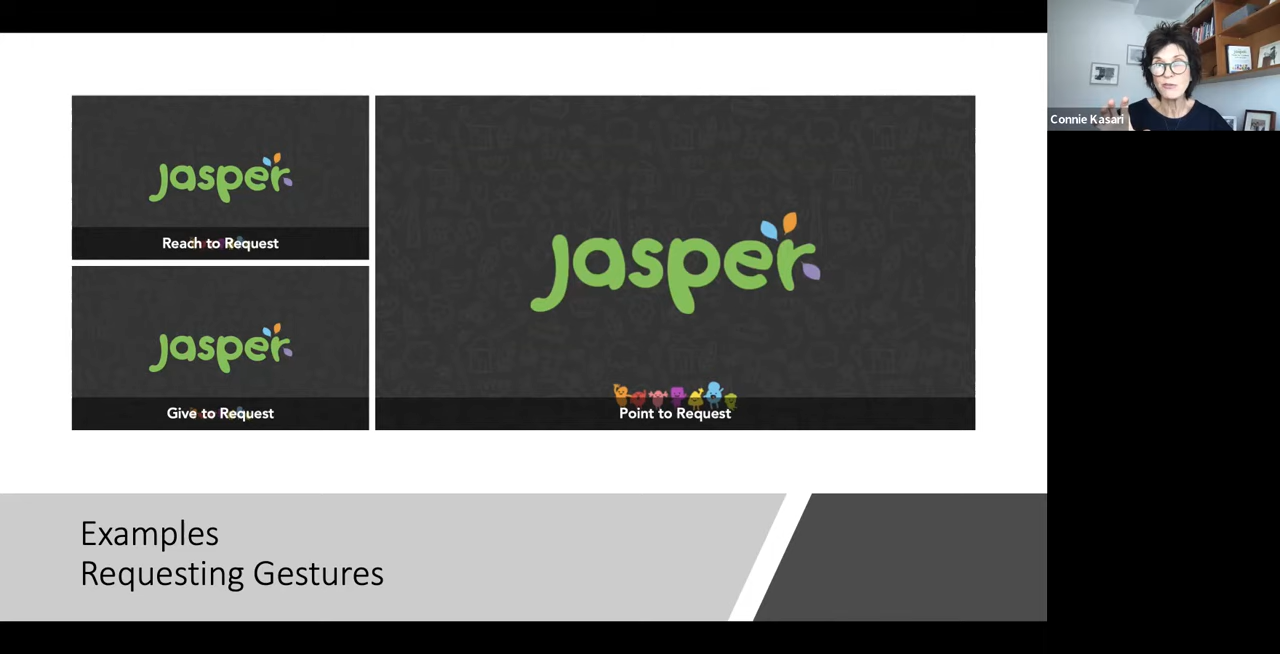 jasper
Reach to Request
jasper
Give to Request
jasper
Point to Request
Examples
Requesting Gestures
Connie Kasari